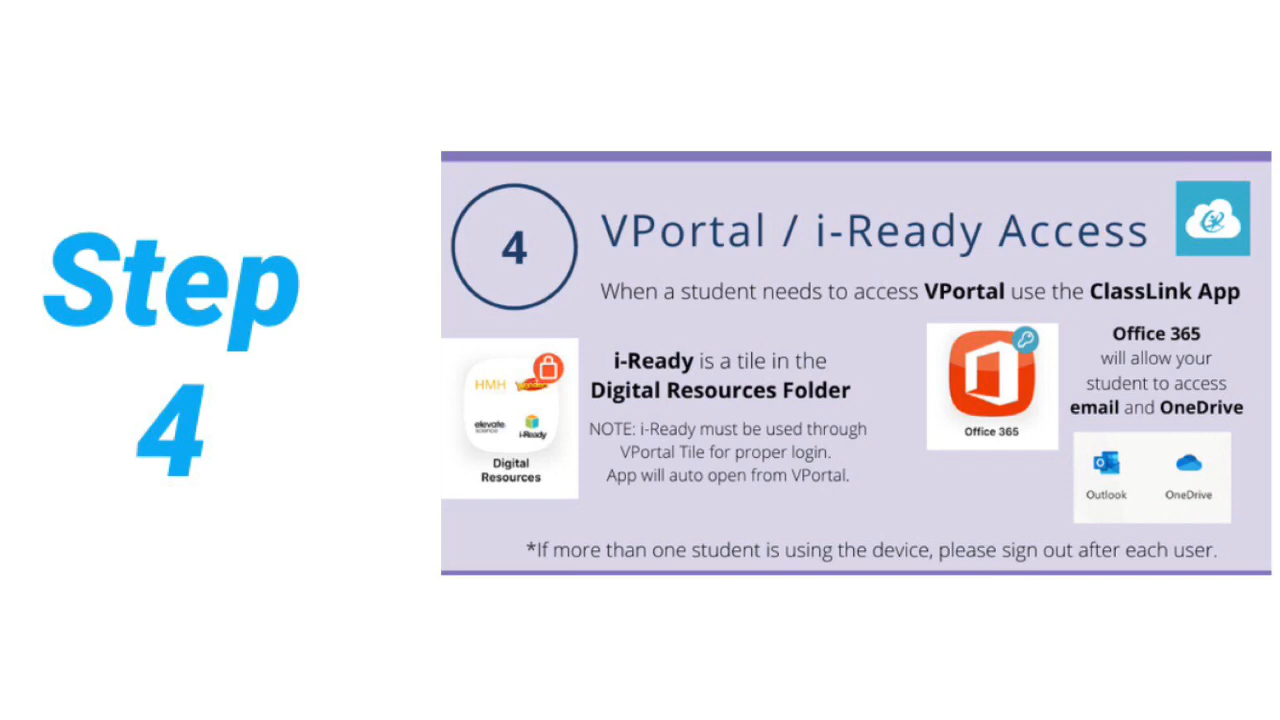 Step
4
4
VPortal / i-Ready Access
When a student needs to access VPortal use the ClassLink App
HMH
Wonders
elevate
science
i-Ready
Digital
Resources
i-Ready is a tile in the
Digital Resources Folder
NOTE: i-Ready must be used through
VPortal Tile for proper login.
App will auto open from VPortal.
Office 365
Office 365
will allow your
student to access
email and OneDrive
Outlook
OneDrive
*If more than one student is using the device, please sign out after each user.